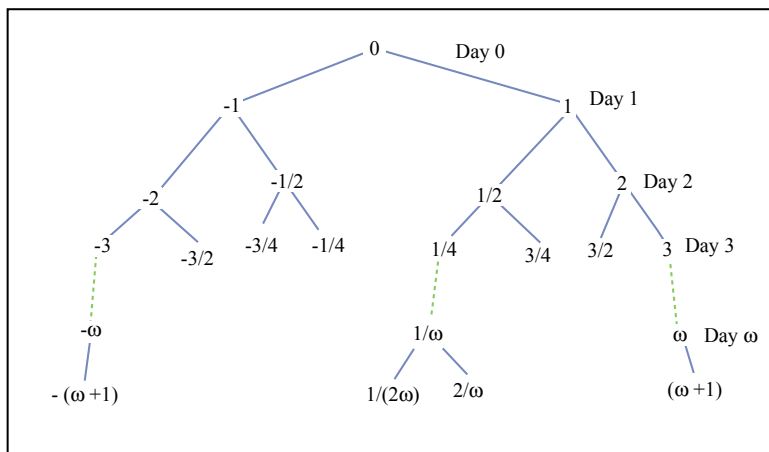 0 Day 0
-1 1 Day 1
-2 -1/2 1/2 2 Day 2
-3 -3/2 -3/4 -1/4 1/4 3/4 3/2 3 Day 3
-ω 1/ω ω Day ω
- (ω +1) 1/(2ω) 2/ω (ω +1)